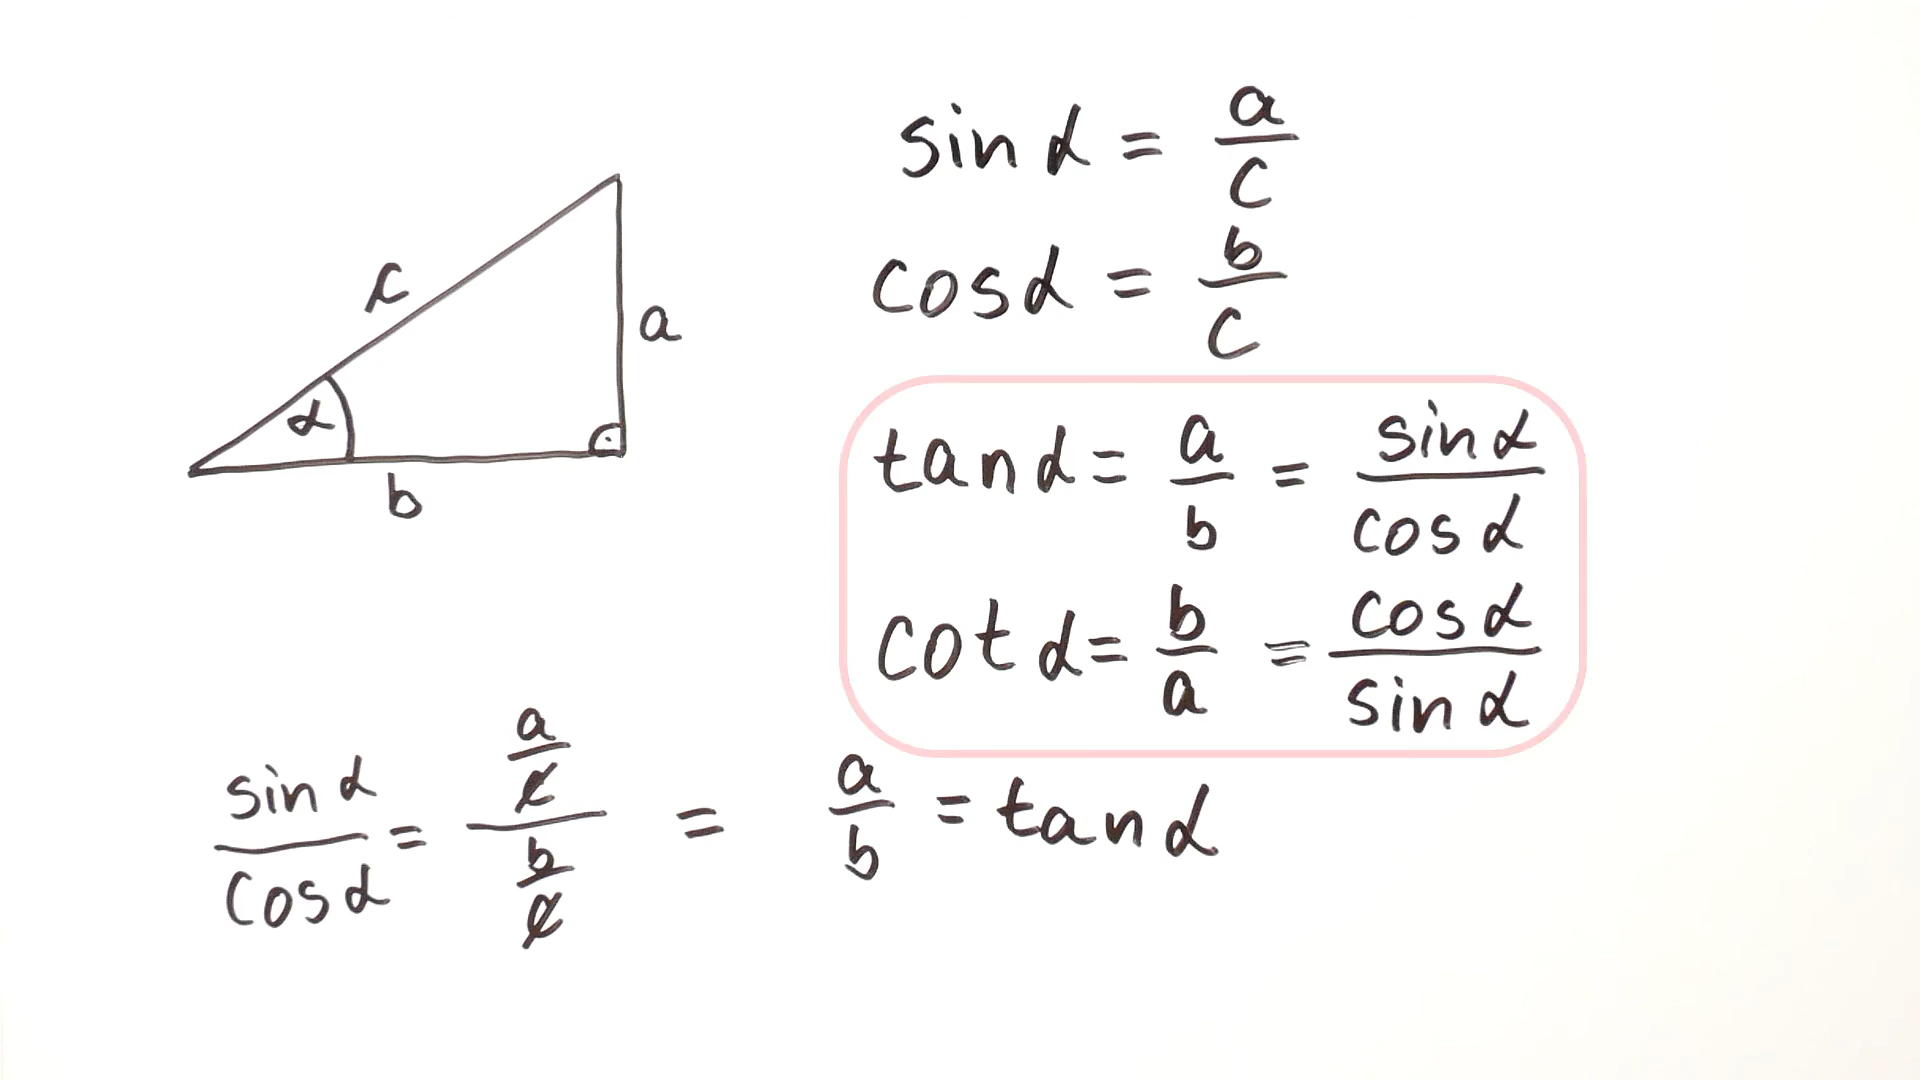 sin α = a/c
cos α = b/c
c
a
α
b
tan α = a/b = sin α/cos α
cot α = b/a = cos α/sin α
sin α/cos α = (a/c)/(b/c) = a/b = tan α